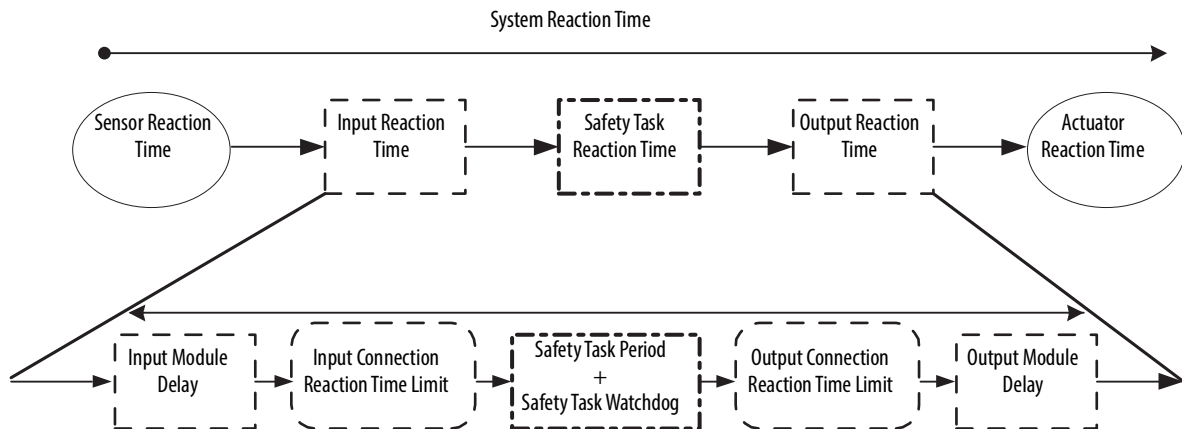 System Reaction Time
Sensor Reaction
Time
Input Reaction
Time
Safety Task
Reaction Time
Output Reaction
Time
Actuator
Reaction Time
Input Module
Delay
Input Connection
Reaction Time Limit
Safety Task Period
+
Safety Task Watchdog
Output Connection
Reaction Time Limit
Output Module
Delay